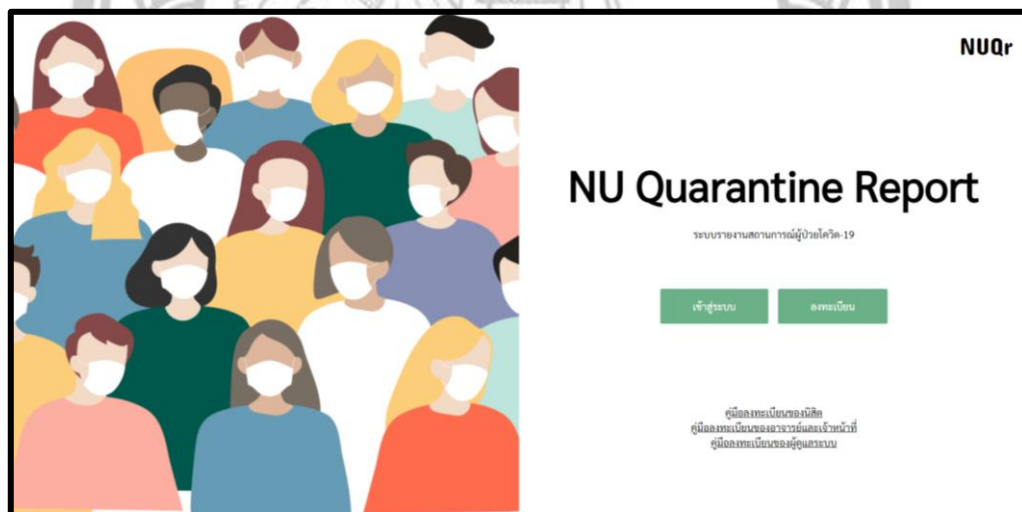 NUQr
NU Quarantine Report
ระบบรายงานสถานการณ์ผู้ป่วยโควิด-19
เข้าสู่ระบบ
ลงทะเบียน
คู่มือลงทะเบียนของนิสิต
คู่มือลงทะเบียนของอาจารย์และเจ้าหน้าที่
คู่มือลงทะเบียนของผู้ดูแลระบบ